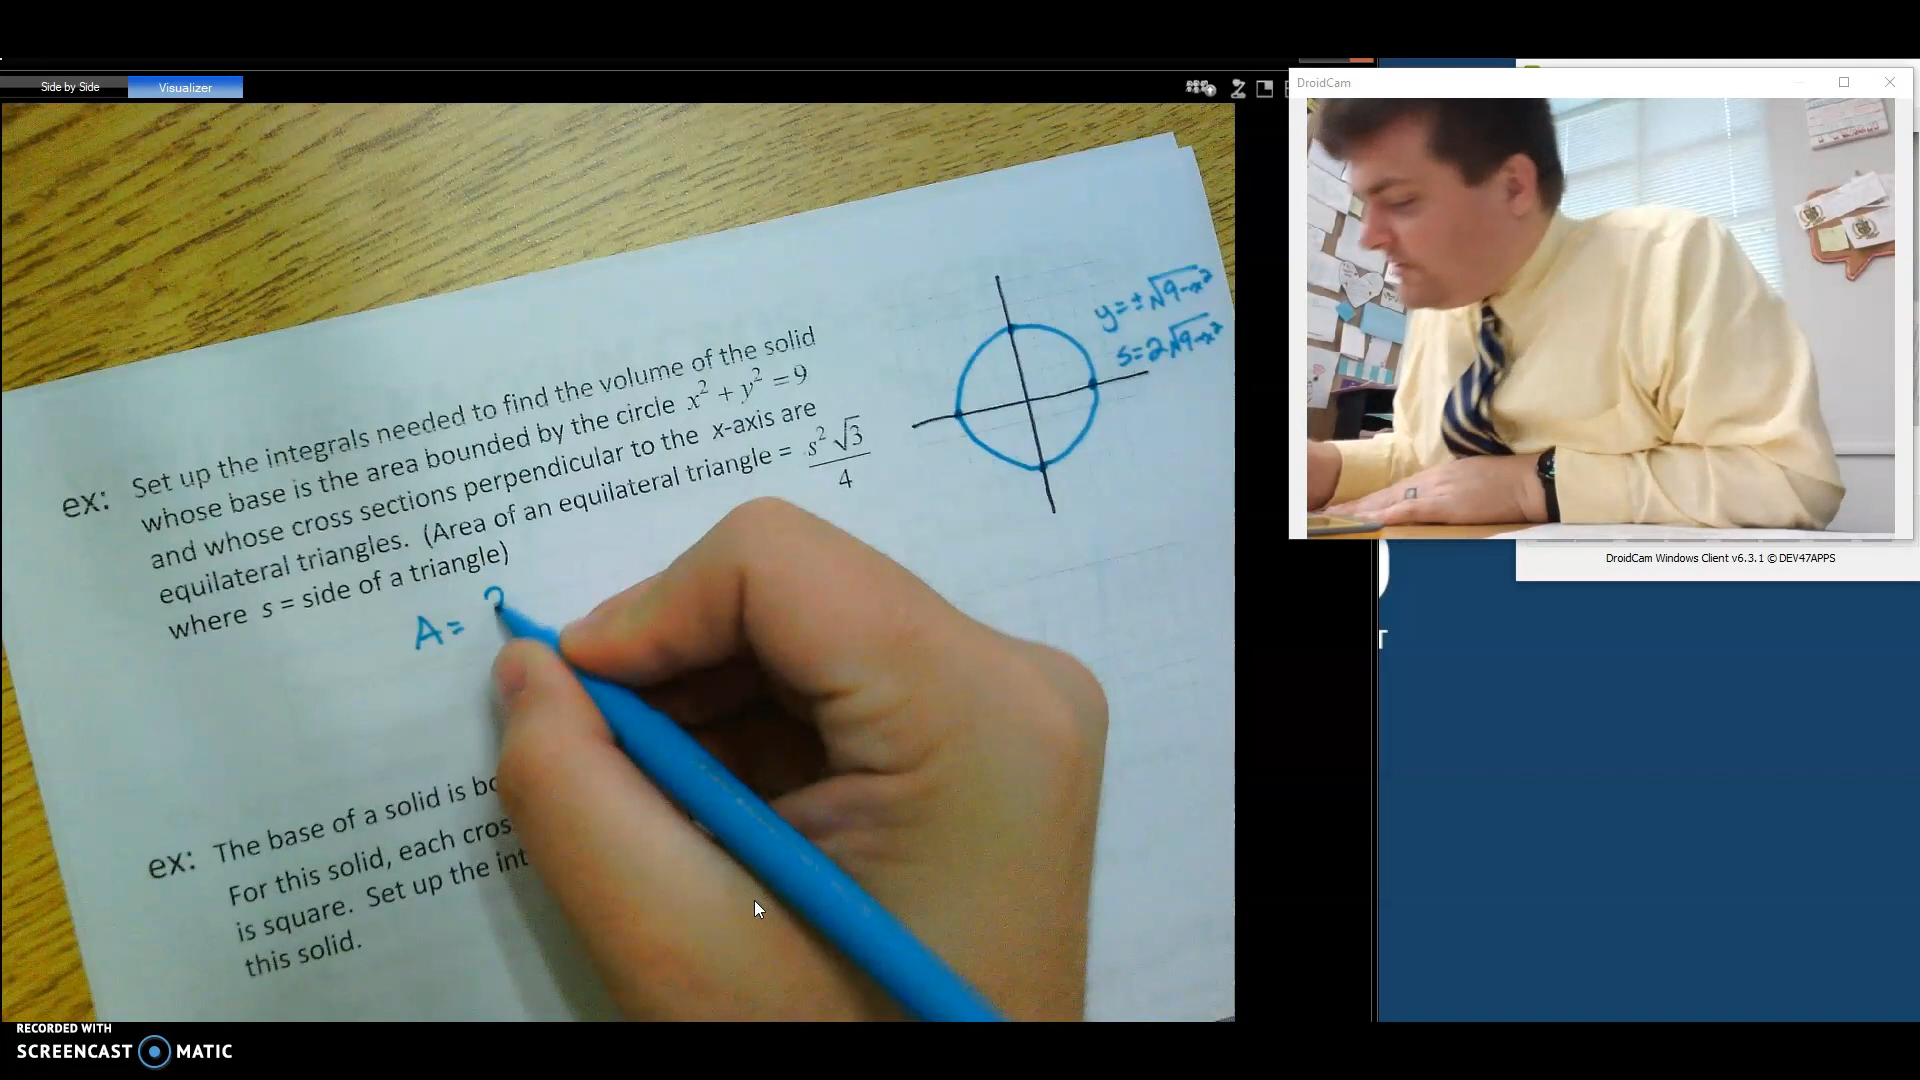 Side by Side
Visualizer
DroidCam
ex: Set up the integrals needed to find the volume of the solid
whose base is the area bounded by the circle x² + y² = 9
and whose cross sections perpendicular to the x-axis are
equilateral triangles. (Area of an equilateral triangle = s²√3/4
where s = side of a triangle)
y=±√9-x²
s=2√9-x²
A=
ex: The base of a solid is
For this solid, each
is square. Set up the
this solid.
DroidCam Windows Client v6.3.1 © DEV47APPS
RECORDED WITH
SCREENCAST MATIC